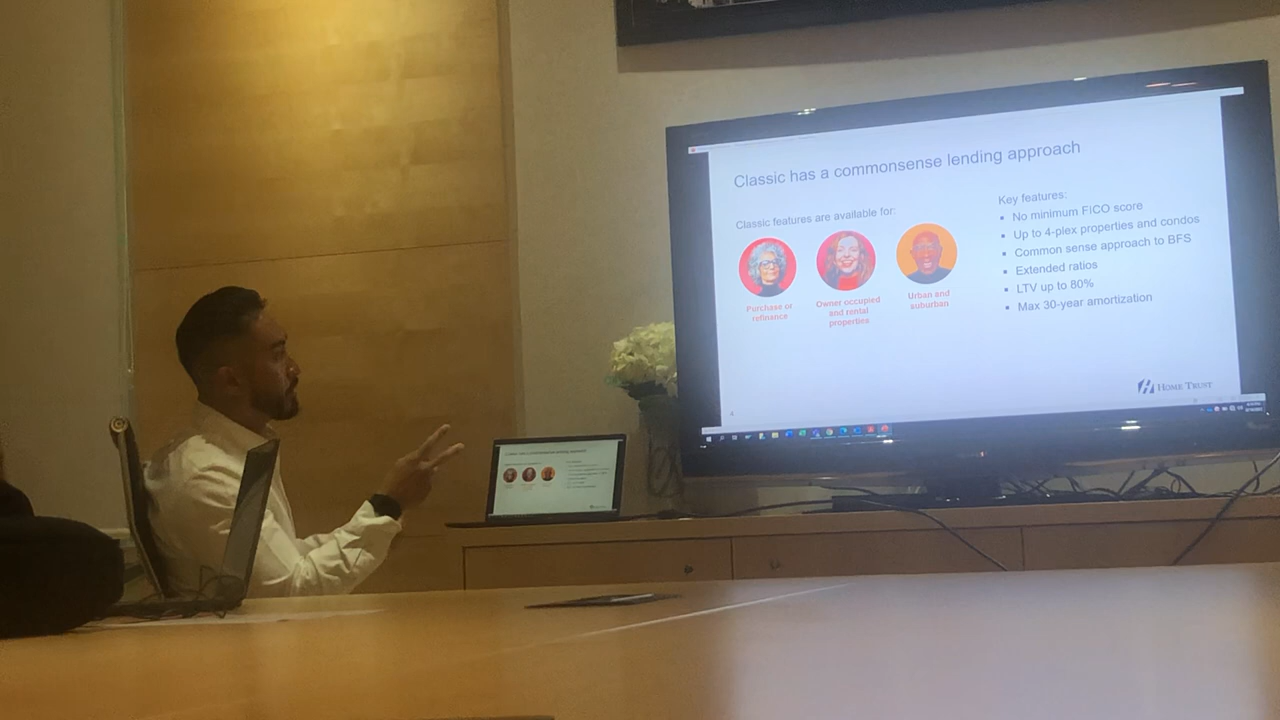 Classic has a commonsense lending approach
Classic features are available for:
Purchase or
refinance
Owner occupied
and rental
properties
Urban and
suburban
Key features:
No minimum FICO score
Up to 4-plex properties and condos
Common sense approach to BFS
Extended ratios
LTV up to 80%
Max 30-year amortization
4
HOME TRUST